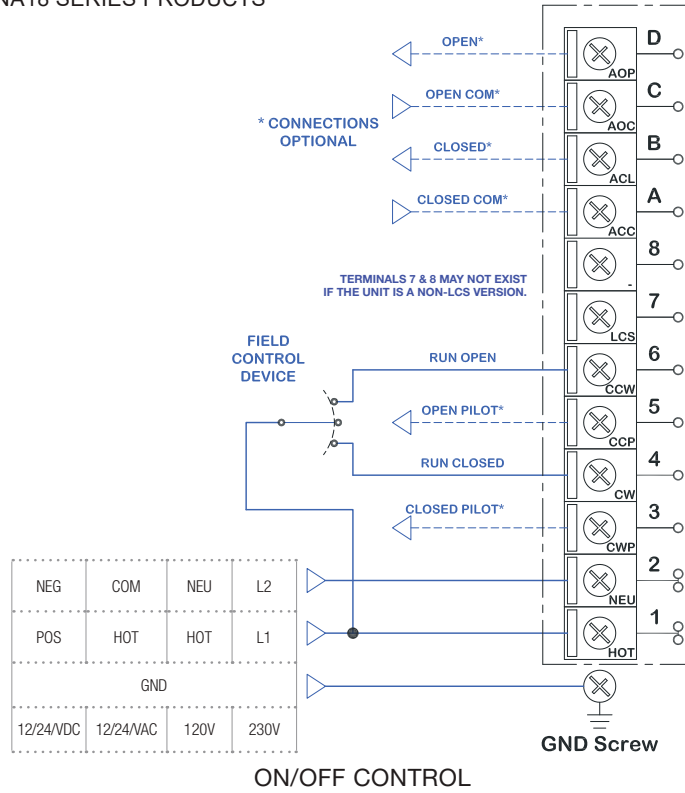 OPEN*
D
AOP
OPEN COM*
C
AOC
* CONNECTIONS
OPTIONAL
CLOSED*
B
ACL
CLOSED COM*
A
ACC
8
-
TERMINALS 7 & 8 MAY NOT EXIST
IF THE UNIT IS A NON-LCS VERSION.
7
LCS
FIELD
CONTROL
DEVICE
RUN OPEN
6
CCW
OPEN PILOT*
5
CCP
RUN CLOSED
4
CW
CLOSED PILOT*
3
CWP
NEG COM NEU L2
2
NEU
POS HOT HOT L1
1
HOT
GND
12/24/VDC 12/24/VAC 120V 230V
GND Screw
ON/OFF CONTROL